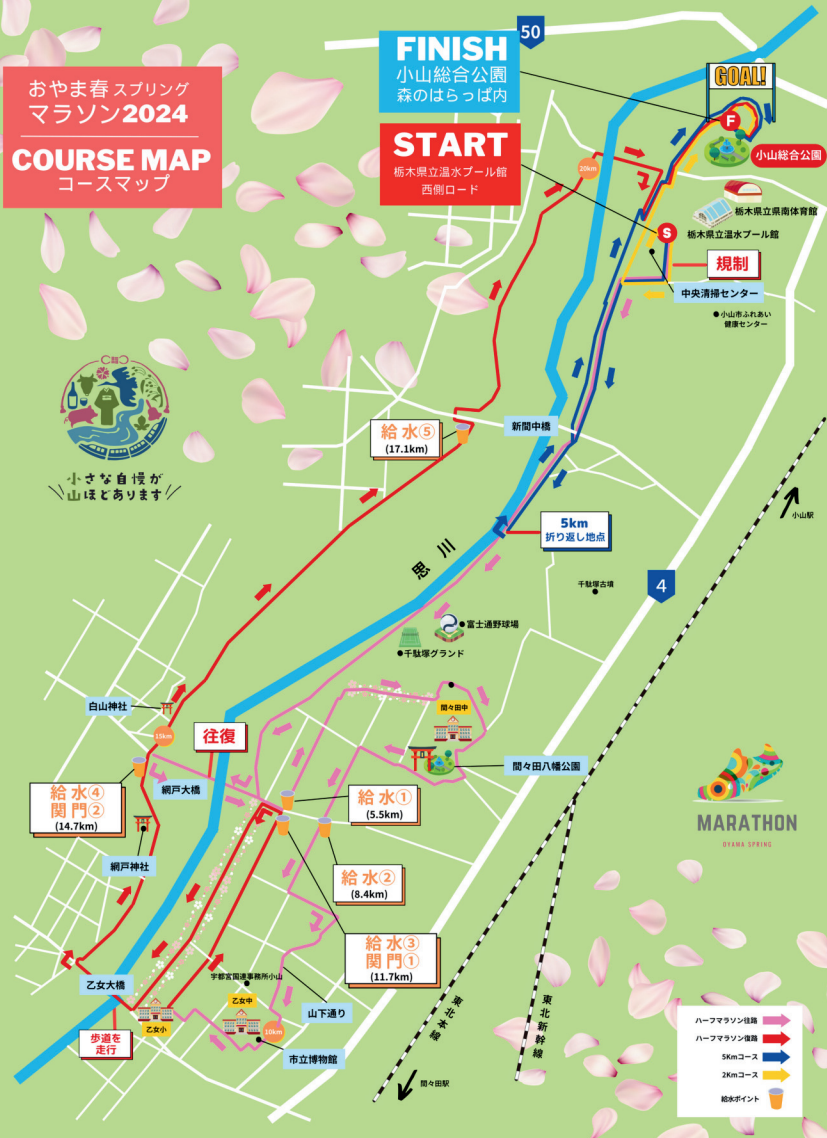 おやま春スプリング
マラソン2024
COURSE MAP
コースマップ
FINISH
小山総合公園
森のはらっぱ内
START
栃木県立温水プール館
西側ロード
50
GOAL!
F
小山総合公園
20km
栃木県立県南体育館
S
栃木県立温水プール館
規制
中央清掃センター
小山市ふれあい
健康センター
小さな自慢が
山ほどあります
給水⑤
(17.1km)
新間中橋
5km
折り返し地点
小山駅
思川
4
千駄塚古墳
富士通野球場
千駄塚グランド
白山神社
15km
往復
間々田中
間々田八幡公園
網戸大橋
給水④
関門②
(14.7km)
給水①
(5.5km)
網戸神社
給水②
(8.4km)
給水③
関門①
(11.7km)
MARATHON
OYAMA SPRING
乙女大橋
宇都宮国道事務所小山
乙女中
山下通り
乙女小
10km
歩道を
走行
市立博物館
東北本線
東北新幹線
間々田駅
ハーフマラソン往路
ハーフマラソン復路
5Kmコース
2Kmコース
給水ポイント